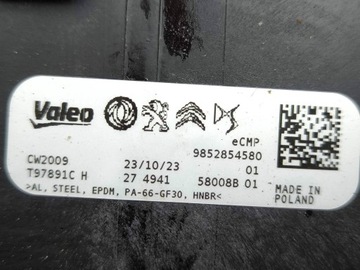 Valeo
eCMP
9852854580
CW2009 23/10/23 01
T97891C H 27 4941 58008B 01
>AL, STEEL, EPDM, PA-66-GF30, HNBR<
MADE IN
POLAND